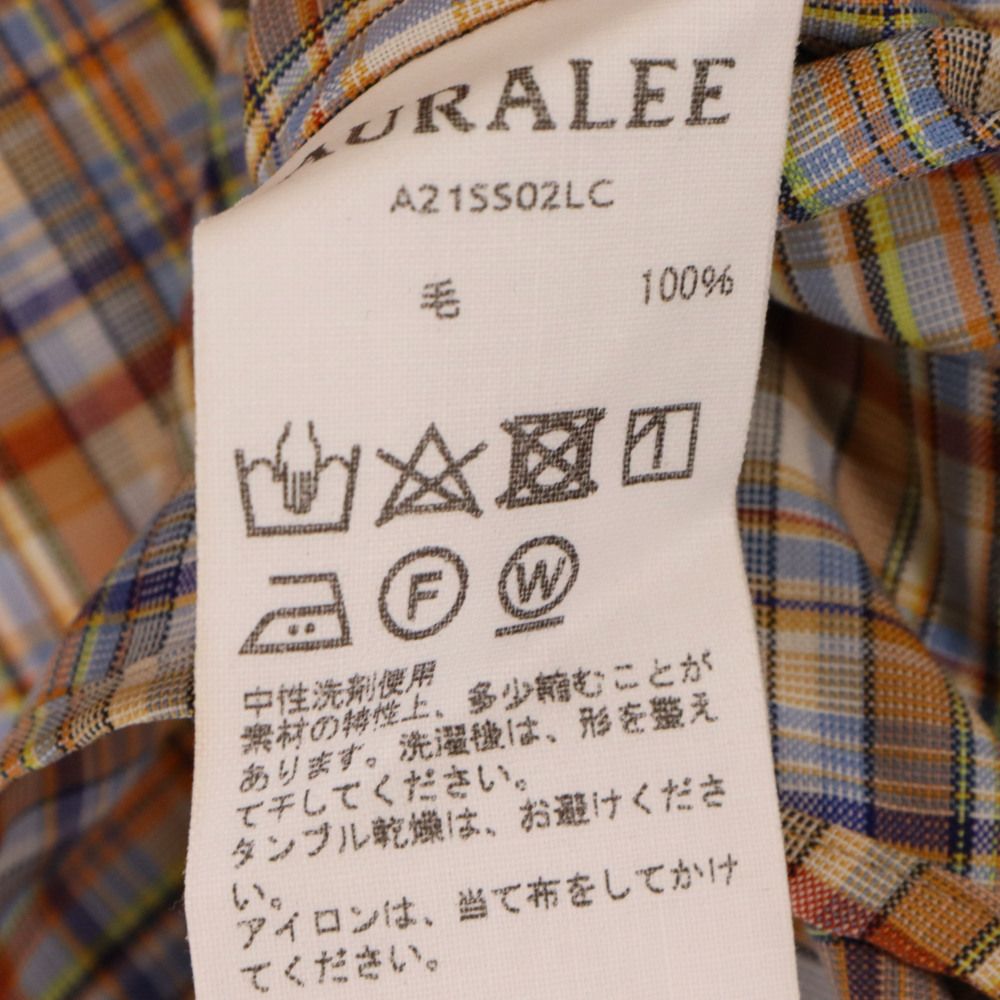 AURALEE
A21SS02LC
毛 100%
F W
中性洗剤使用
素材の特性上、多少縮むことが
あります。洗濯後は、形を整え
て干してください。
タンブル乾燥は、お避けくださ
い。
アイロンは、当て布をしてかけ
てください。